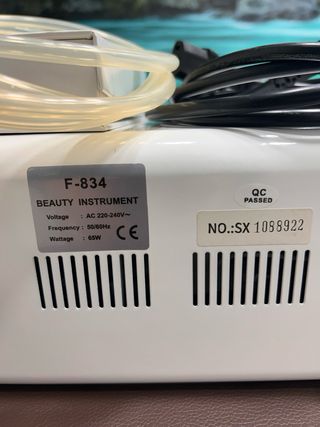 F-834
BEAUTY INSTRUMENT
Voltage : AC 220-240V~
Frequency : 50/60Hz
Wattage : 65W
CE
QC
PASSED
NO.:SX 1088922